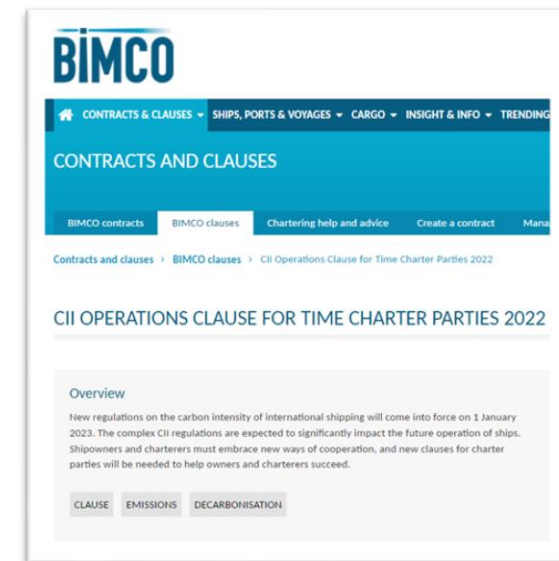 BIMCO
CONTRACTS & CLAUSES SHIPS, PORTS & VOYAGES CARGO INSIGHT & INFO TRENDING
CONTRACTS AND CLAUSES
BIMCO contracts BIMCO clauses Chartering help and advice Create a contract Mana
Contracts and clauses › BIMCO clauses › CII Operations Clause for Time Charter Parties 2022
CII OPERATIONS CLAUSE FOR TIME CHARTER PARTIES 2022
Overview
New regulations on the carbon intensity of international shipping will come into force on 1 January
2023. The complex CII regulations are expected to significantly impact the future operation of ships.
Shipowners and charterers must embrace new ways of cooperation, and new clauses for charter
parties will be needed to help owners and charterers succeed.
CLAUSE EMISSIONS DECARBONISATION